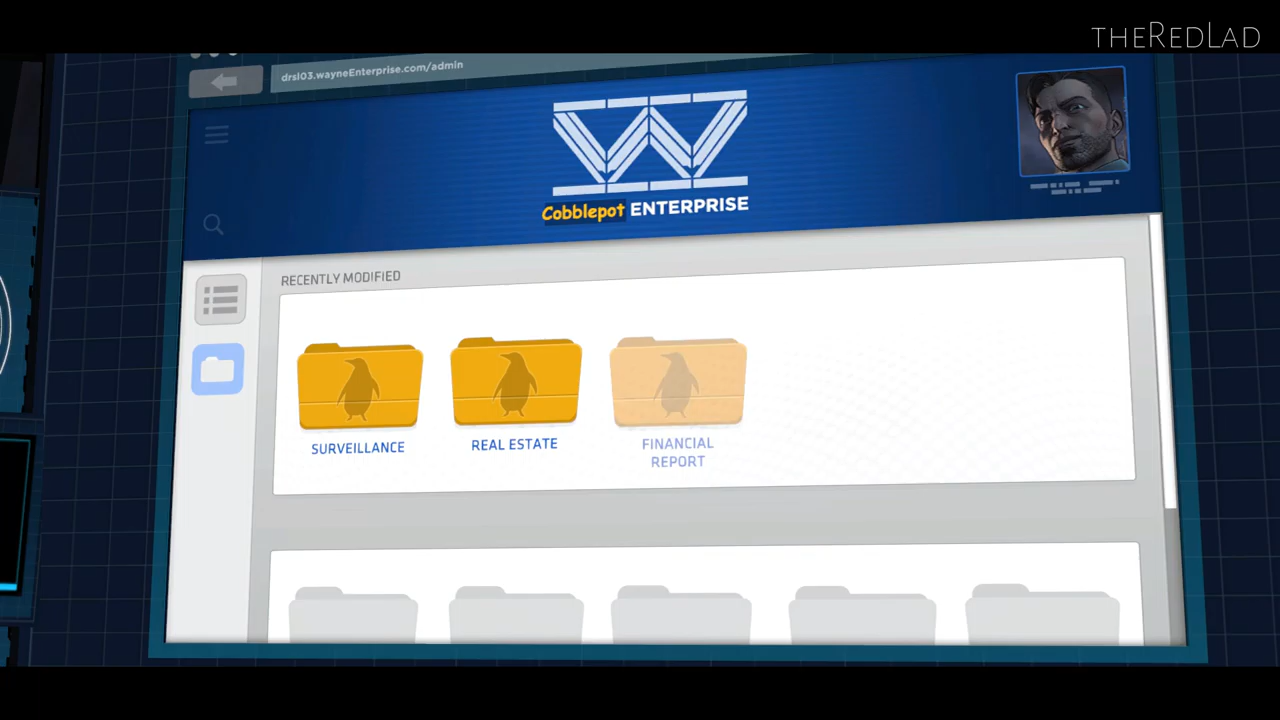 THEREDLAD
drsl03.wayneEnterprise.com/admin
W
Cobblepot ENTERPRISE
RECENTLY MODIFIED
SURVEILLANCE
REAL ESTATE
FINANCIAL
REPORT